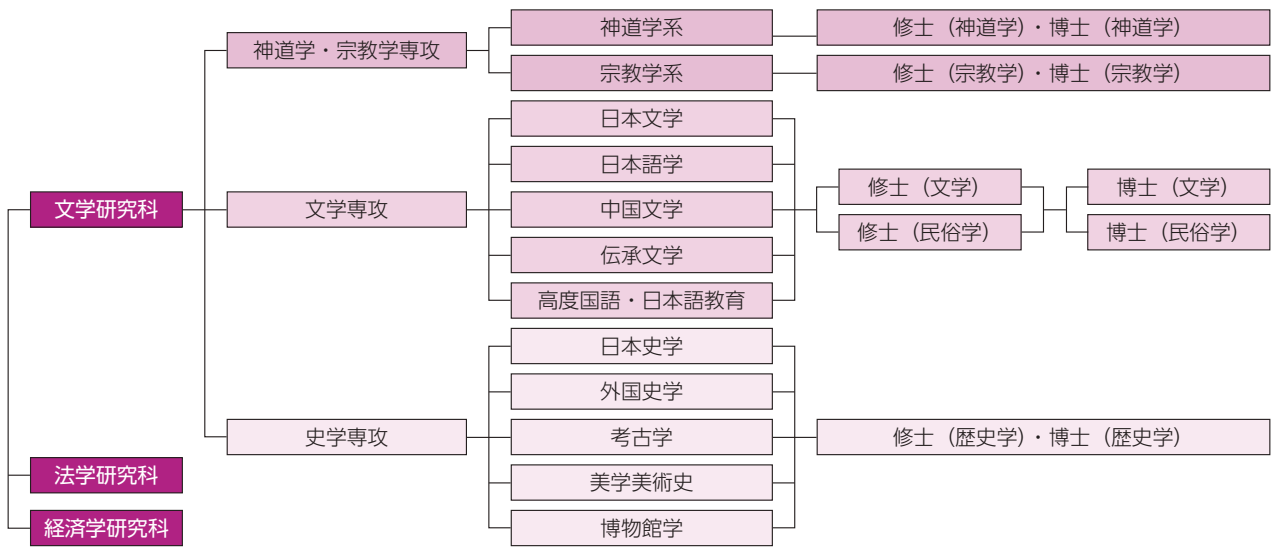 文学研究科
法学研究科
経済学研究科
神道学・宗教学専攻
文学専攻
史学専攻
神道学系
宗教学系
日本文学
日本語学
中国文学
伝承文学
高度国語・日本語教育
日本史学
外国史学
考古学
美学美術史
博物館学
修士（神道学）・博士（神道学）
修士（宗教学）・博士（宗教学）
修士（文学）
修士（民俗学）
博士（文学）
博士（民俗学）
修士（歴史学）・博士（歴史学）